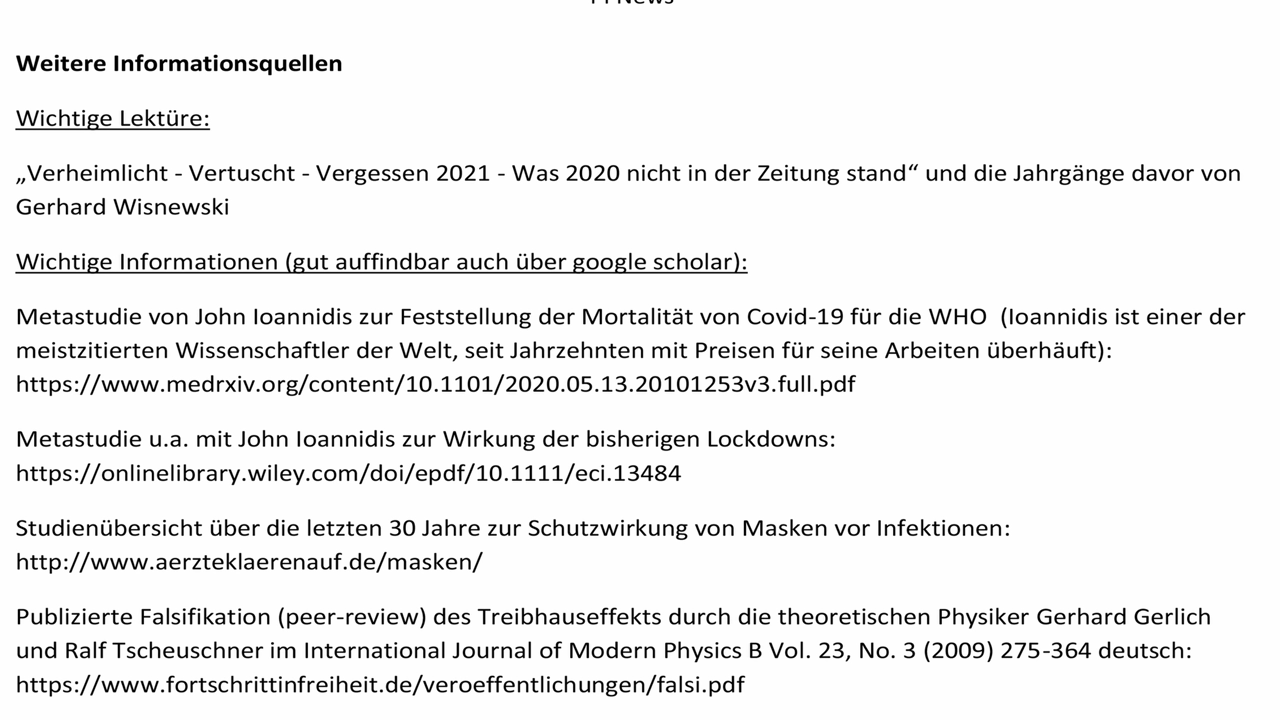 Weitere Informationsquellen
Wichtige Lektüre:
„Verheimlicht - Vertuscht - Vergessen 2021 - Was 2020 nicht in der Zeitung stand“ und die Jahrgänge davor von
Gerhard Wisnewski
Wichtige Informationen (gut auffindbar auch über google scholar):
Metastudie von John Ioannidis zur Feststellung der Mortalität von Covid-19 für die WHO  (Ioannidis ist einer der
meistzitierten Wissenschaftler der Welt, seit Jahrzehnten mit Preisen für seine Arbeiten überhäuft):
https://www.medrxiv.org/content/10.1101/2020.05.13.20101253v3.full.pdf
Metastudie u.a. mit John Ioannidis zur Wirkung der bisherigen Lockdowns:
https://onlinelibrary.wiley.com/doi/epdf/10.1111/eci.13484
Studienübersicht über die letzten 30 Jahre zur Schutzwirkung von Masken vor Infektionen:
http://www.aerzteklaerenauf.de/masken/
Publizierte Falsifikation (peer-review) des Treibhauseffekts durch die theoretischen Physiker Gerhard Gerlich
und Ralf Tscheuschner im International Journal of Modern Physics B Vol. 23, No. 3 (2009) 275-364 deutsch:
https://www.fortschrittinfreiheit.de/veroeffentlichungen/falsi.pdf